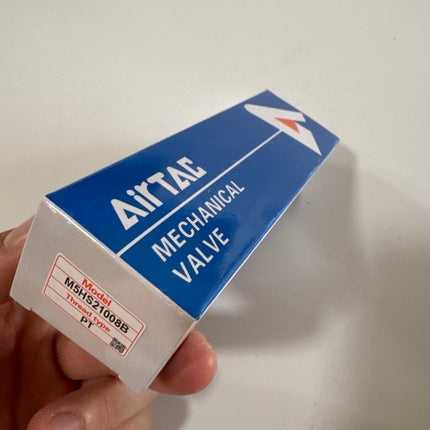 AirTAC
MECHANICAL
VALVE
Model
M5HS21008B
Thread type
PT